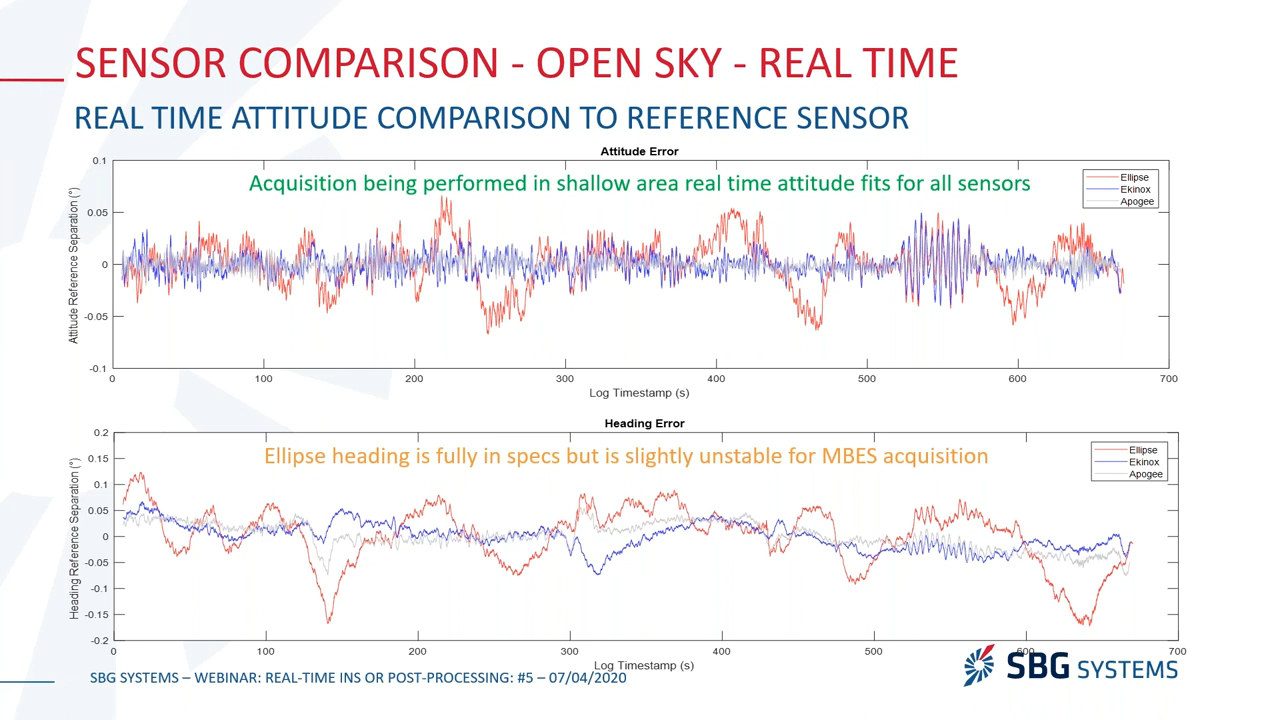 SENSOR COMPARISON - OPEN SKY - REAL TIME
REAL TIME ATTITUDE COMPARISON TO REFERENCE SENSOR
Attitude Error
Acquisition being performed in shallow area real time attitude fits for all sensors
Attitude Reference Separation (°)
0.1
0.05
0
-0.05
-0.1
Ellipse
Ekinox
Apogee
0 100 200 300 400 500 600 700
Log Timestamp (s)
Heading Error
Ellipse heading is fully in specs but is slightly unstable for MBES acquisition
Heading Reference Separation (°)
0.2
0.15
0.1
0.05
0
-0.05
-0.1
-0.15
-0.2
Ellipse
Ekinox
Apogee
100 200 300 400 500 600 700
Log Timestamp (s)
SBG SYSTEMS – WEBINAR: REAL-TIME INS OR POST-PROCESSING: #5 – 07/04/2020
SBG SYSTEMS